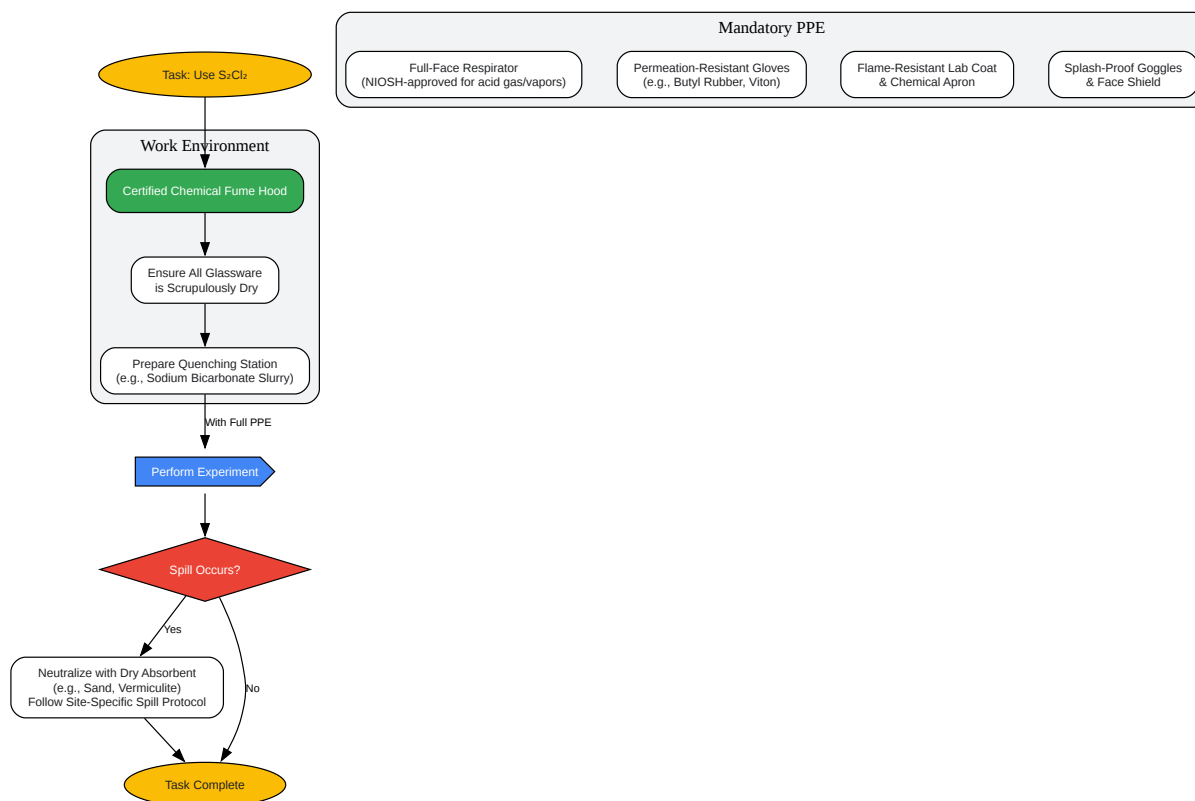 Mandatory PPE
Full-Face Respirator
(NIOSH-approved for acid gas/vapors)
Permeation-Resistant Gloves
(e.g., Butyl Rubber, Viton)
Flame-Resistant Lab Coat
& Chemical Apron
Splash-Proof Goggles
& Face Shield
Task: Use S₂Cl₂
Work Environment
Certified Chemical Fume Hood
Ensure All Glassware
is Scrupulously Dry
Prepare Quenching Station
(e.g., Sodium Bicarbonate Slurry)
With Full PPE
Perform Experiment
Spill Occurs?
Yes
No
Neutralize with Dry Absorbent
(e.g., Sand, Vermiculite)
Follow Site-Specific Spill Protocol
Task Complete